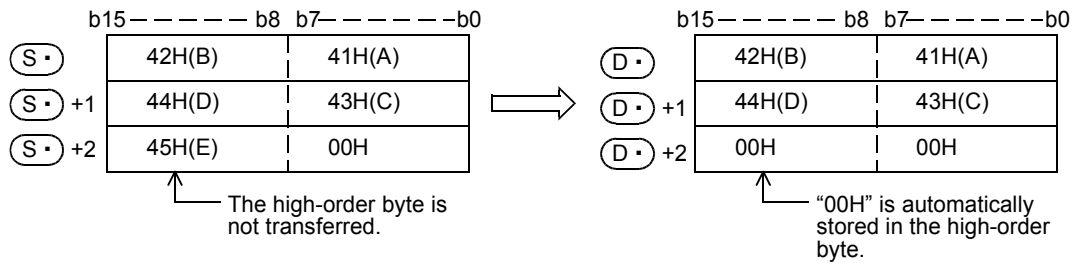 b15 — — — — — b8 b7 — — — — — b0 b15 — — — — — b8 b7 — — — — — b0
S・ 42H(B) 41H(A) D・ 42H(B) 41H(A)
S・ +1 44H(D) 43H(C) D・ +1 44H(D) 43H(C)
S・ +2 45H(E) 00H D・ +2 00H 00H
The high-order byte is
not transferred.
“00H” is automatically
stored in the high-order
byte.